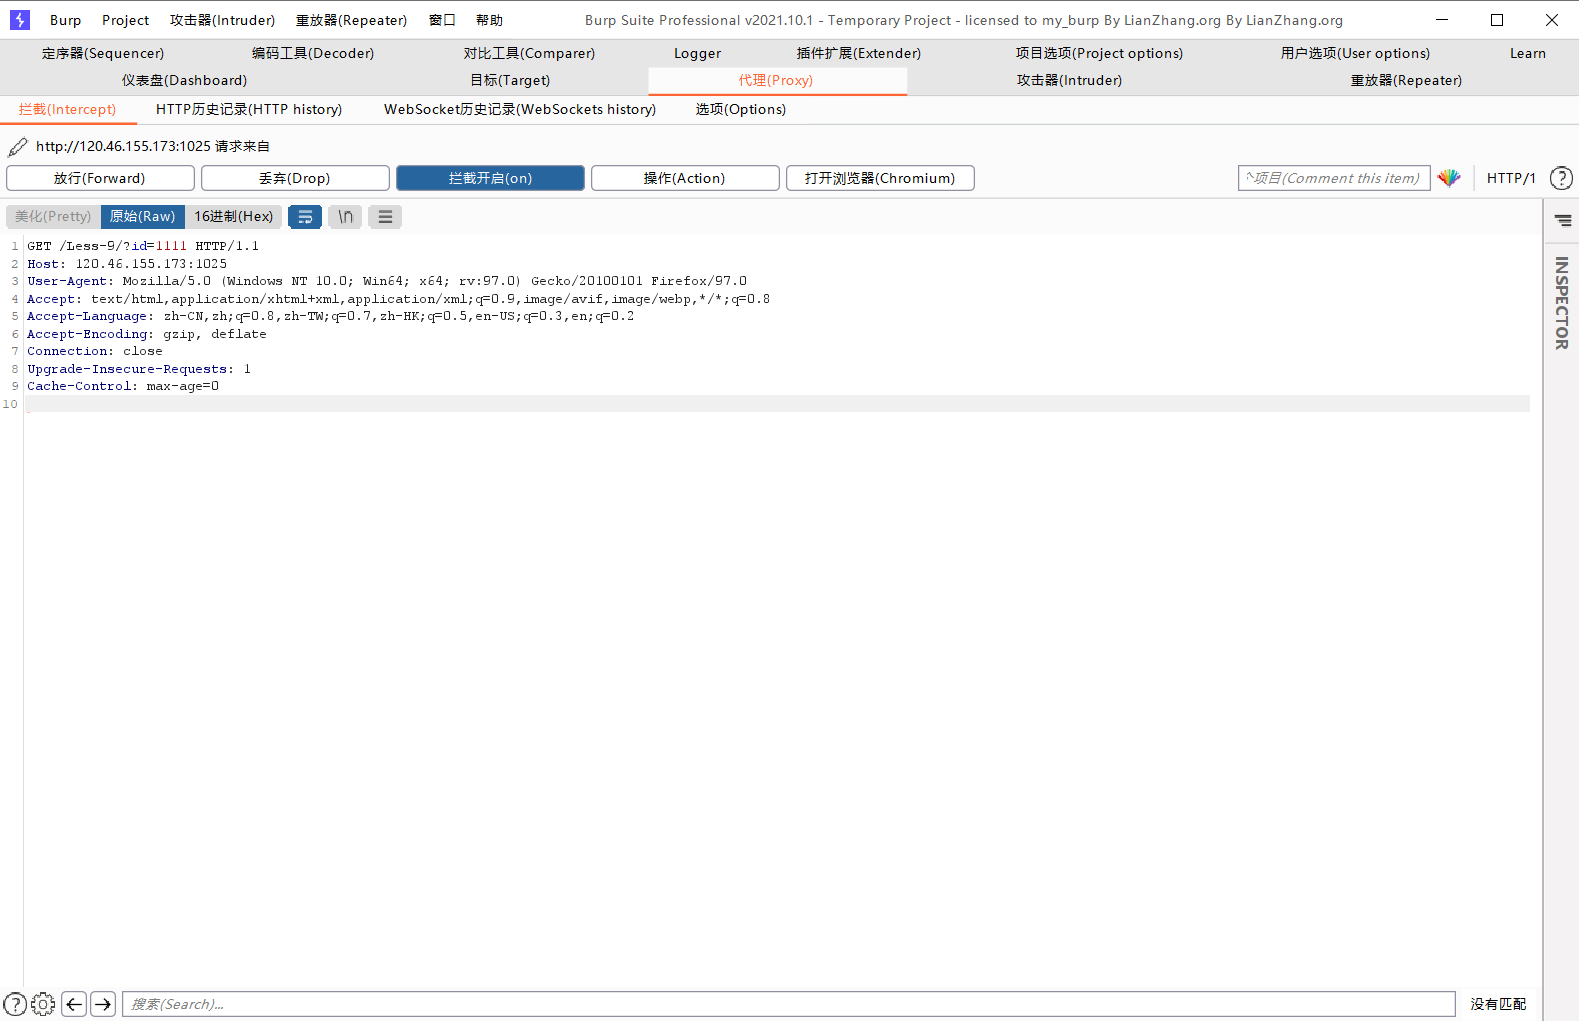 Burp Project 攻击器(Intruder) 重放器(Repeater) 窗口 帮助 Burp Suite Professional v2021.10.1 - Temporary Project - licensed to my_burp By LianZhang.org By LianZhang.org
定序器(Sequencer) 编码工具(Decoder) 对比工具(Comparer) Logger 插件扩展(Extender) 项目选项(Project options) 用户选项(User options) Learn
仪表盘(Dashboard) 目标(Target) 代理(Proxy) 攻击器(Intruder) 重放器(Repeater)
拦截(Intercept) HTTP历史记录(HTTP history) WebSocket历史记录(WebSockets history) 选项(Options)
http://120.46.155.173:1025 请求来自
放行(Forward) 丢弃(Drop) 拦截开启(on) 操作(Action) 打开浏览器(Chromium) 项目(Comment this item) HTTP/1 ?
美化(Pretty) 原始(Raw) 16进制(Hex) \n
1 GET /Less-9/?id=1111 HTTP/1.1
2 Host: 120.46.155.173:1025
3 User-Agent: Mozilla/5.0 (Windows NT 10.0; Win64; x64; rv:97.0) Gecko/20100101 Firefox/97.0
4 Accept: text/html,application/xhtml+xml,application/xml;q=0.9,image/avif,image/webp,*/*;q=0.8
5 Accept-Language: zh-CN,zh;q=0.8,zh-TW;q=0.7,zh-HK;q=0.5,en-US;q=0.3,en;q=0.2
6 Accept-Encoding: gzip, deflate
7 Connection: close
8 Upgrade-Insecure-Requests: 1
9 Cache-Control: max-age=0
10
INSPECTOR
? 搜索(Search)... 没有匹配